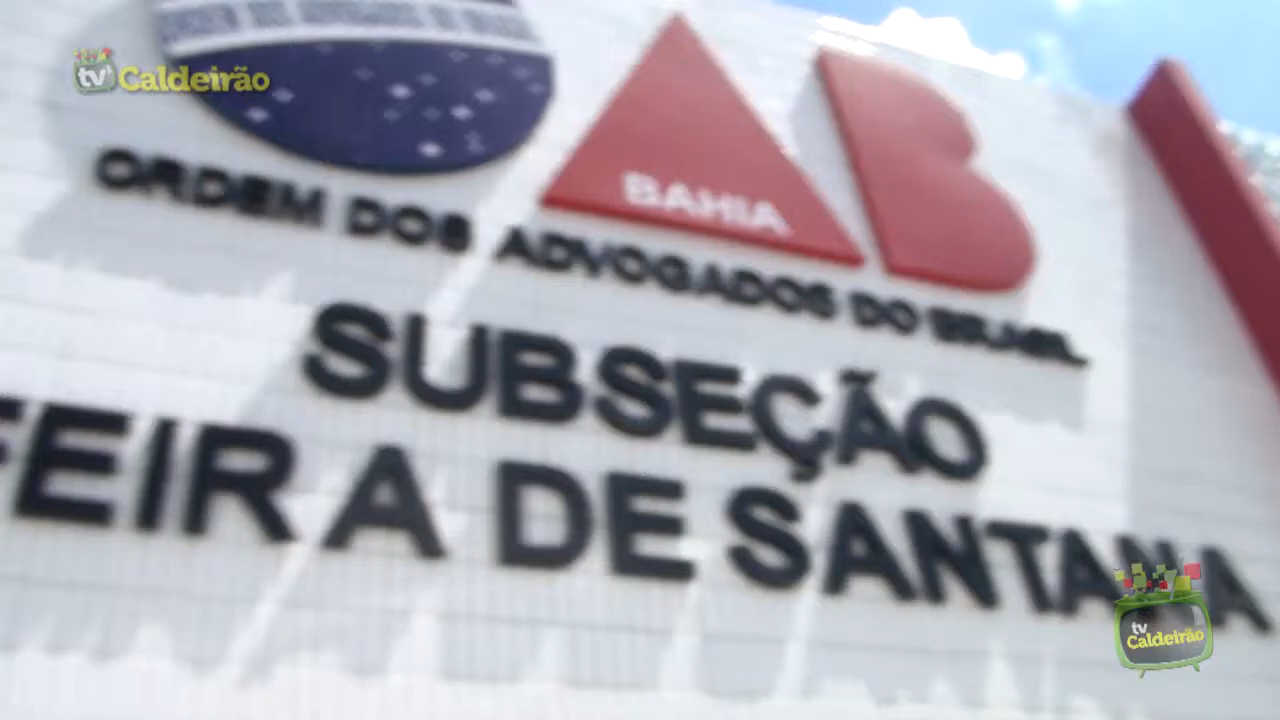 tv Caldeirão
BAHIA
ORDEM DOS ADVOGADOS DO BRASIL
SUBSEÇÃO
FEIRA DE SANTANA
tv
Caldeirão